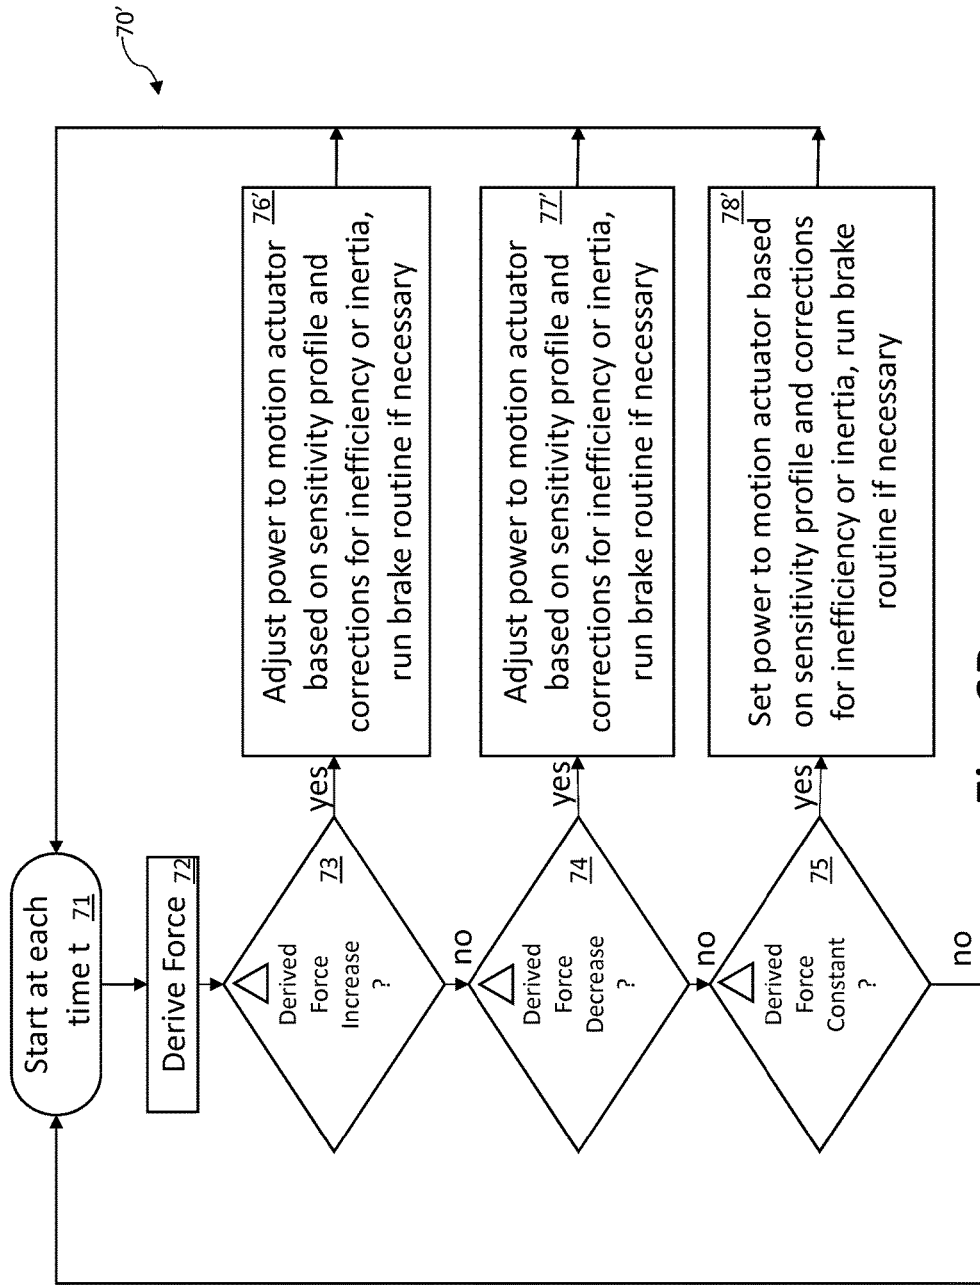 70'
Start at each
time t 71
Derive Force 72
73
Derived
Force
Increase
?
yes
76'
Adjust power to motion actuator
based on sensitivity profile and
corrections for inefficiency or inertia,
run brake routine if necessary
no
74
Derived
Force
Decrease
?
yes
77'
Adjust power to motion actuator
based on sensitivity profile and
corrections for inefficiency or inertia,
run brake routine if necessary
no
75
Derived
Force
Constant
?
yes
78'
Set power to motion actuator based
on sensitivity profile and corrections
for inefficiency or inertia, run brake
routine if necessary
no